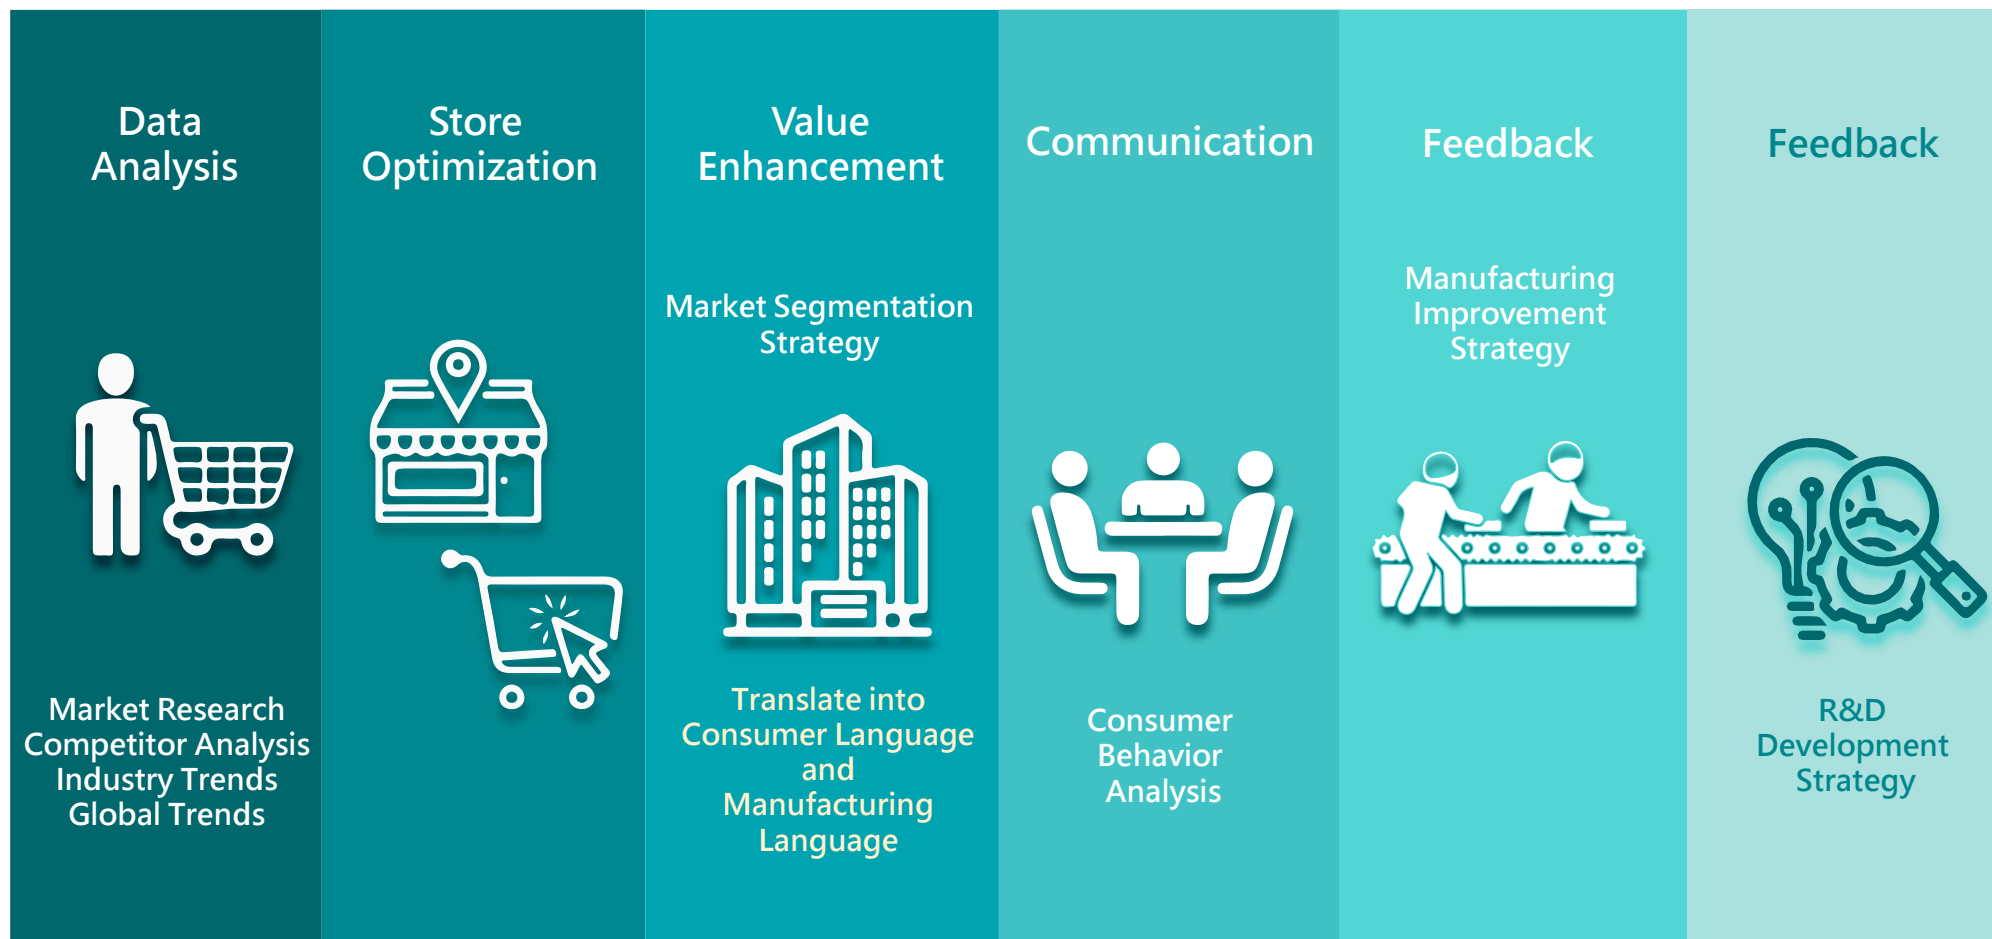 Data
Analysis
Market Research
Competitor Analysis
Industry Trends
Global Trends
Store
Optimization
Value
Enhancement
Market Segmentation
Strategy
Translate into
Consumer Language
and
Manufacturing
Language
Communication
Consumer
Behavior
Analysis
Feedback
Manufacturing
Improvement
Strategy
Feedback
R&D
Development
Strategy